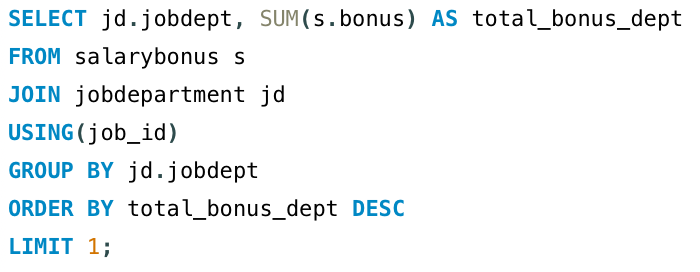 SELECT jd.jobdept, SUM(s.bonus) AS total_bonus_dept
FROM salarybonus s
JOIN jobdepartment jd
USING(job_id)
GROUP BY jd.jobdept
ORDER BY total_bonus_dept DESC
LIMIT 1;